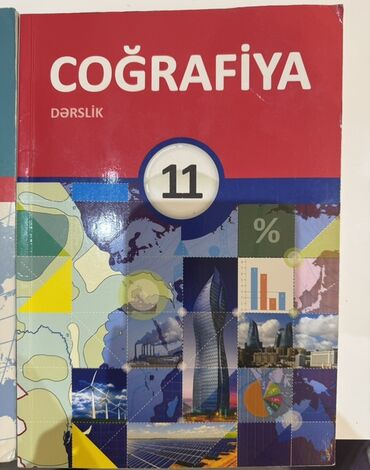 COĞRAFİYA
DƏRSLİK
11
%